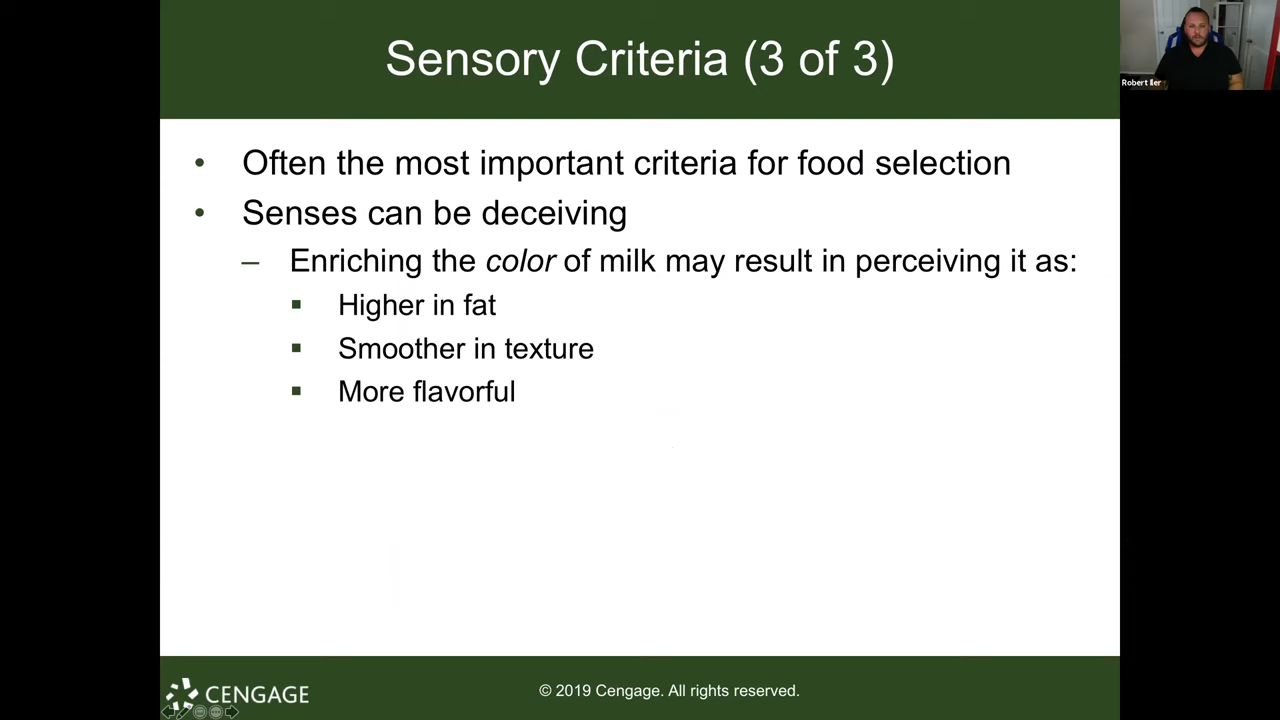 Sensory Criteria (3 of 3)
Robert Iler
• Often the most important criteria for food selection
• Senses can be deceiving
– Enriching the color of milk may result in perceiving it as:
▪ Higher in fat
▪ Smoother in texture
▪ More flavorful
CENGAGE
© 2019 Cengage. All rights reserved.